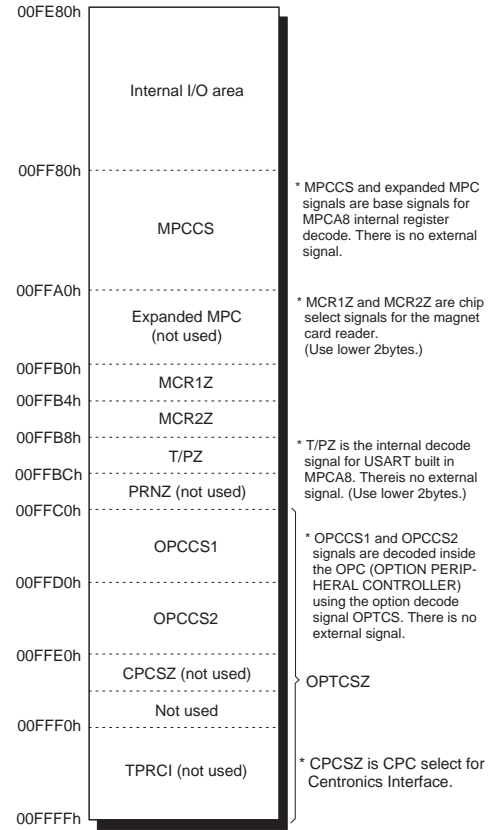 00FE80h
Internal I/O area
00FF80h
MPCCS
* MPCCS and expanded MPC
signals are base signals for
MPCA8 internal register
decode. There is no external
signal.
00FFA0h
Expanded MPC
(not used)
* MCR1Z and MCR2Z are chip
select signals for the magnet
card reader.
(Use lower 2bytes.)
00FFB0h
MCR1Z
00FFB4h
MCR2Z
00FFB8h
T/PZ
* T/PZ is the internal decode
signal for USART built in
MPCA8. Thereis no external
signal. (Use lower 2bytes.)
00FFBCh
PRNZ (not used)
00FFC0h
OPCCS1
* OPCCS1 and OPCCS2
signals are decoded inside
the OPC (OPTION PERIP-
HERAL CONTROLLER)
using the option decode
signal OPTCS. There is no
external signal.
00FFD0h
OPCCS2
00FFE0h
CPCSZ (not used)
OPTCSZ
Not used
00FFF0h
TPRCI (not used)
* CPCSZ is CPC select for
Centronics Interface.
00FFFFh